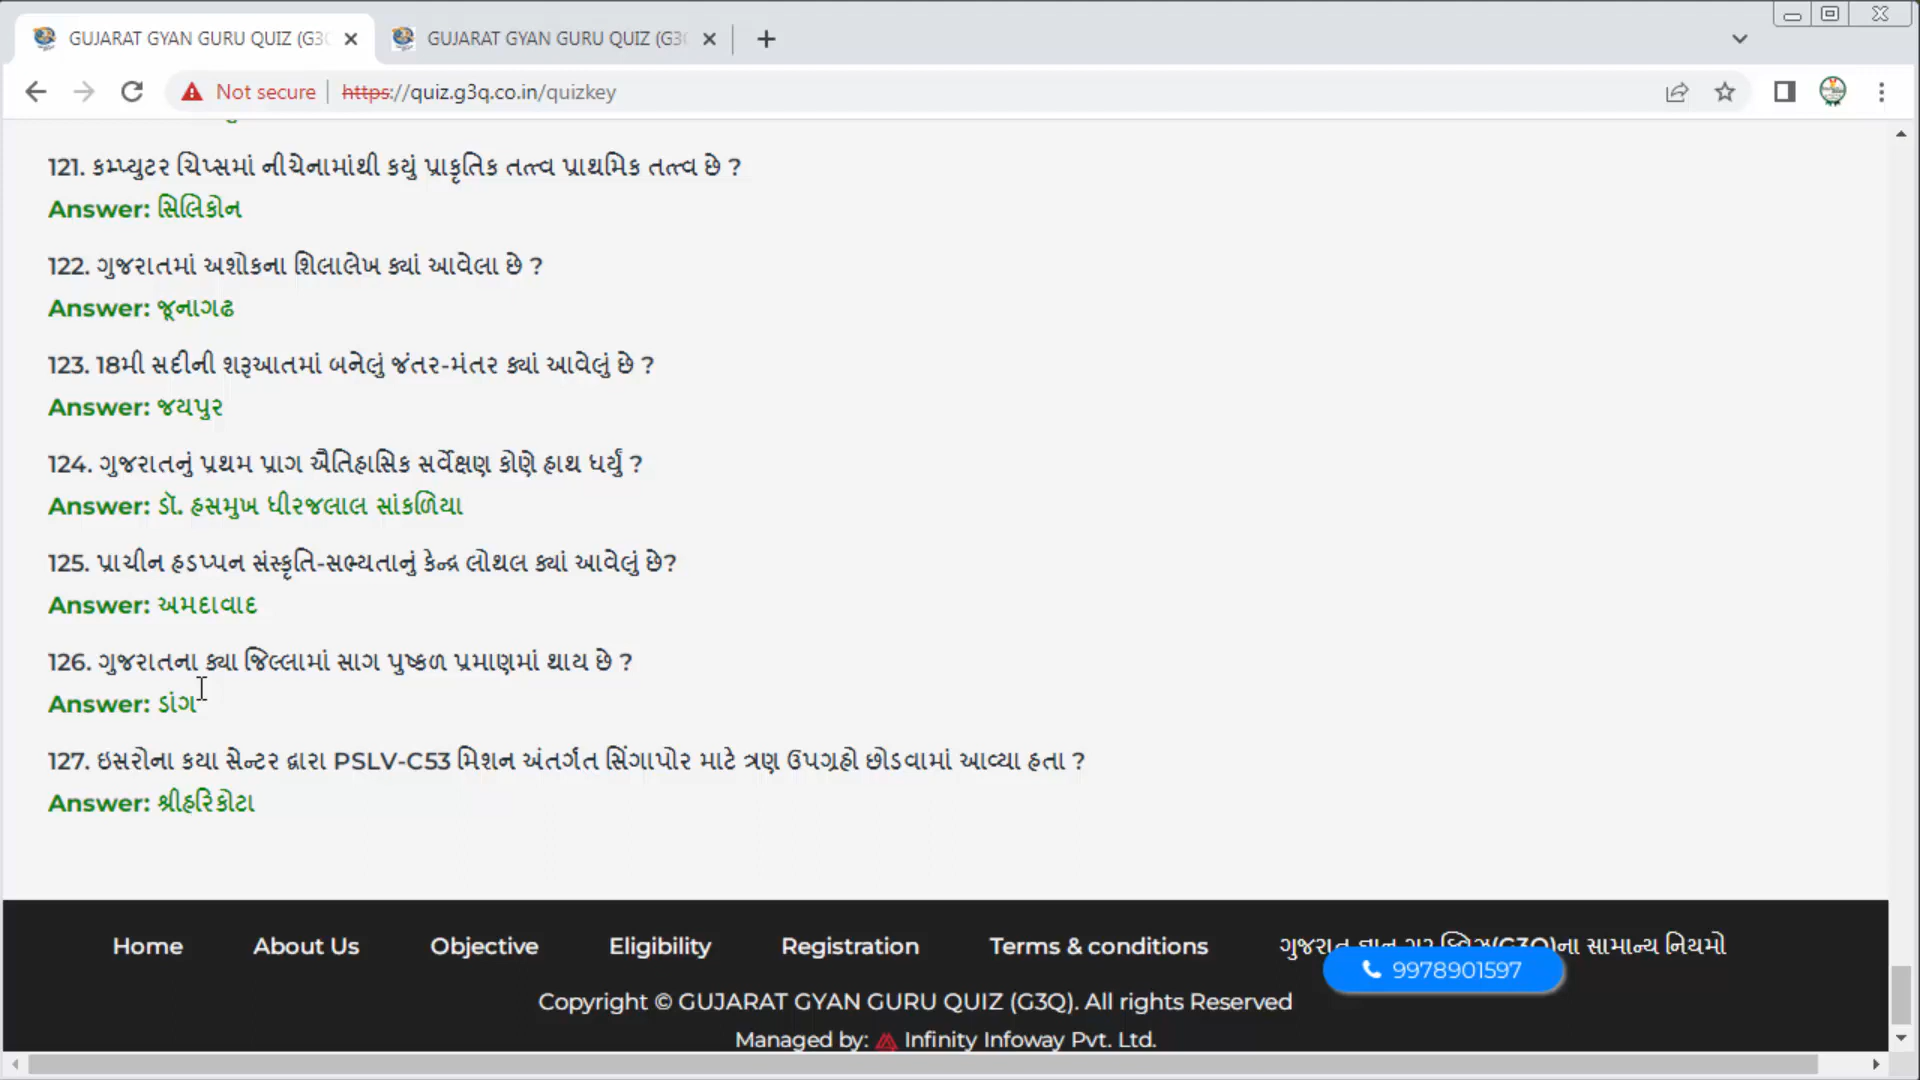 GUJARAT GYAN GURU QUIZ (G3
GUJARAT GYAN GURU QUIZ (G3
Not secure https://quiz.g3q.co.in/quizkey
121. કમ્પ્યુટર ચિપ્સમાં નીચેનામાંથી કયું પ્રાકૃતિક તત્ત્વ પ્રાથમિક તત્ત્વ છે ?
Answer: સિલિકોન
122. ગુજરાતમાં અશોકના શિલાલેખ ક્યાં આવેલા છે ?
Answer: જૂનાગઢ
123. 18મી સદીની શરૂઆતમાં બનેલું જંતર-મંતર ક્યાં આવેલું છે ?
Answer: જયપુર
124. ગુજરાતનું પ્રથમ પ્રાગ ઐતિહાસિક સર્વેક્ષણ કોણે હાથ ધર્યું ?
Answer: ડૉ. હસમુખ ધીરજલાલ સાંકળિયા
125. પ્રાચીન હડપ્પન સંસ્કૃતિ-સભ્યતાનું કેન્દ્ર લોથલ ક્યાં આવેલું છે?
Answer: અમદાવાદ
126. ગુજરાતના ક્યા જિલ્લામાં સાગ પુષ્કળ પ્રમાણમાં થાય છે ?
Answer: ડાંગ
127. ઇસરોના કયા સેન્ટર દ્વારા PSLV-C53 મિશન અંતર્ગત સિંગાપોર માટે ત્રણ ઉપગ્રહો છોડવામાં આવ્યા હતા ?
Answer: શ્રીહરિકોટા
Home About Us Objective Eligibility Registration Terms & conditions ગુજરાત જ્ઞાન ગુરુ ક્વિઝ(G3Q)ના સામાન્ય નિયમો
9978901597
Copyright © GUJARAT GYAN GURU QUIZ (G3Q). All rights Reserved
Managed by: Infinity Infoway Pvt. Ltd.